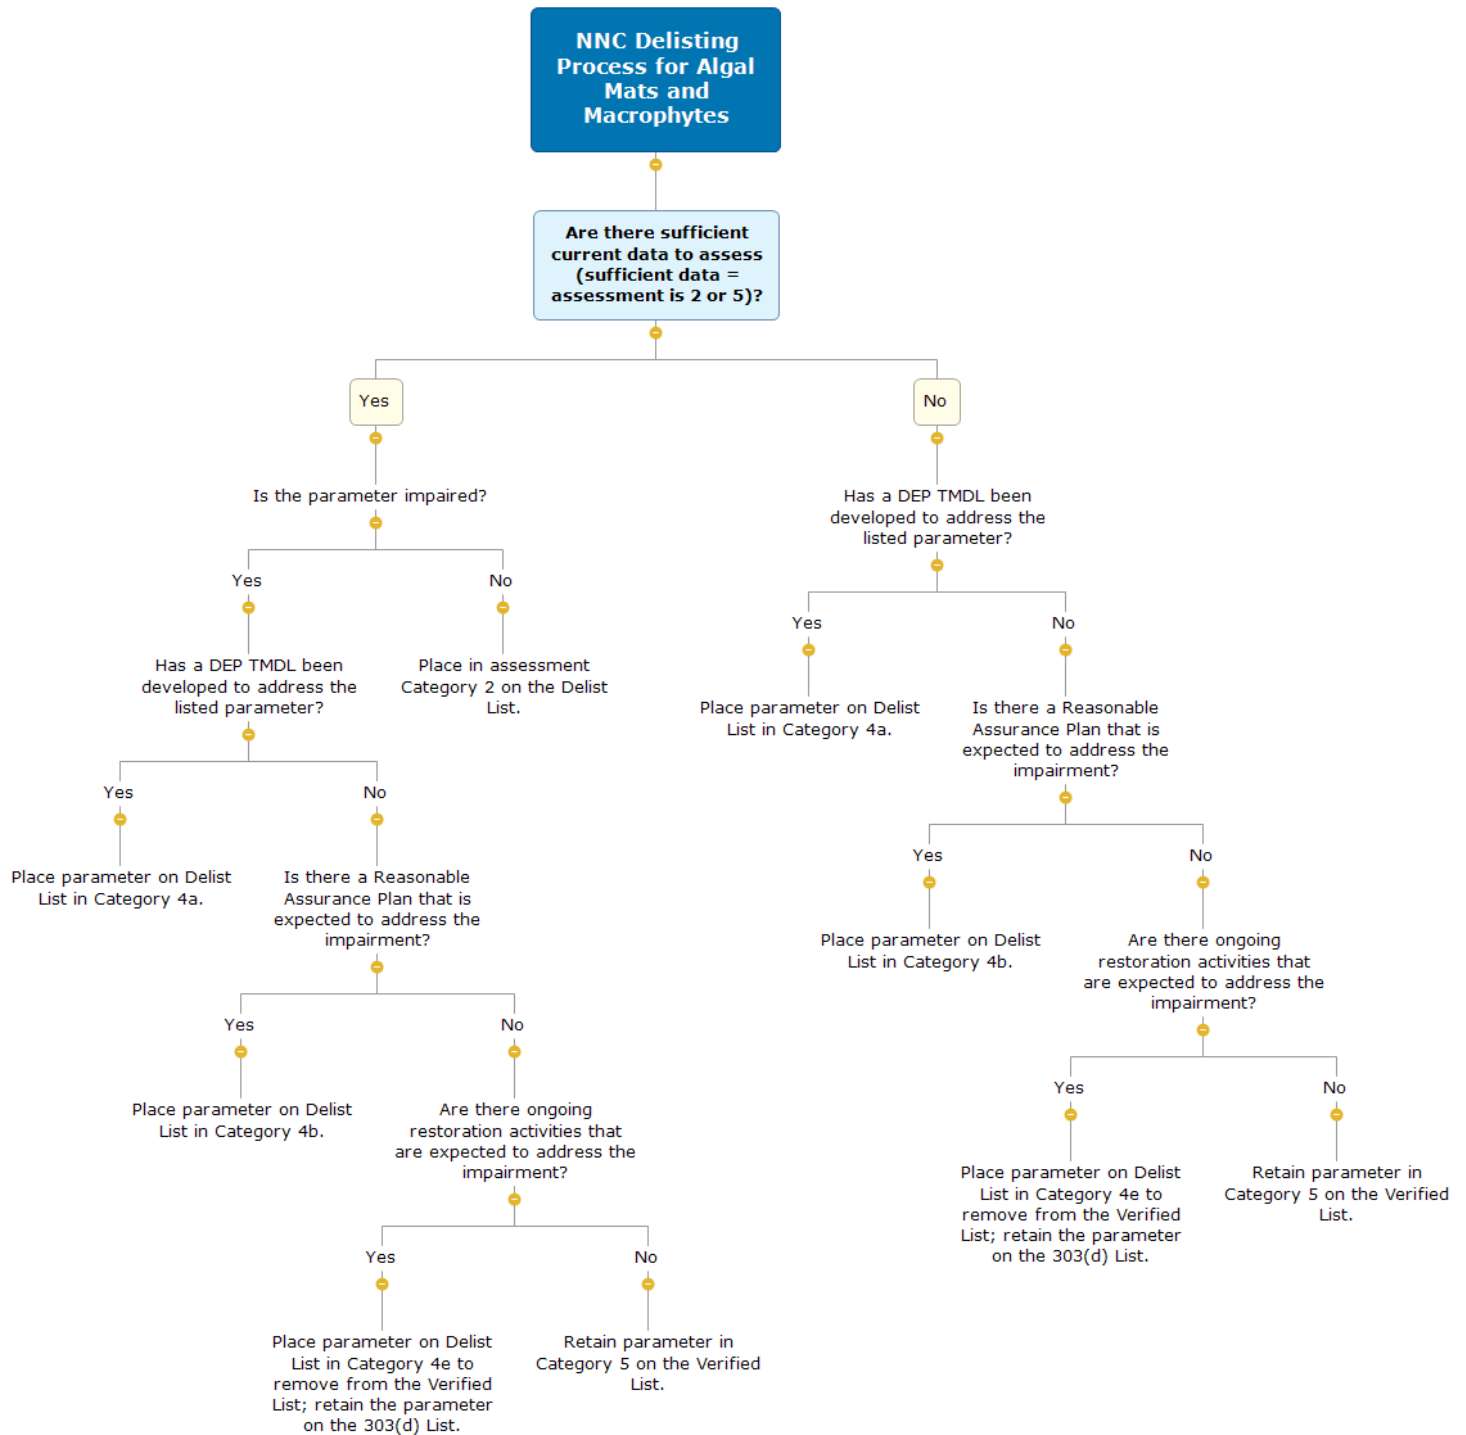 NNC Delisting
Process for Algal
Mats and
Macrophytes
Are there sufficient
current data to assess
(sufficient data =
assessment is 2 or 5)?
Yes
No
Is the parameter impaired?
Has a DEP TMDL been
developed to address the
listed parameter?
Yes
No
Yes
No
Has a DEP TMDL been
developed to address the
listed parameter?
Place in assessment
Category 2 on the Delist
List.
Place parameter on Delist
List in Category 4a.
Is there a Reasonable
Assurance Plan that is
expected to address the
impairment?
Yes
No
Yes
No
Place parameter on Delist
List in Category 4a.
Is there a Reasonable
Assurance Plan that is
expected to address the
impairment?
Place parameter on Delist
List in Category 4b.
Are there ongoing
restoration activities that
are expected to address the
impairment?
Yes
No
Yes
No
Place parameter on Delist
List in Category 4b.
Are there ongoing
restoration activities that
are expected to address the
impairment?
Place parameter on Delist
List in Category 4e to
remove from the Verified
List; retain the parameter
on the 303(d) List.
Retain parameter in
Category 5 on the Verified
List.
Yes
No
Place parameter on Delist
List in Category 4e to
remove from the Verified
List; retain the parameter
on the 303(d) List.
Retain parameter in
Category 5 on the Verified
List.